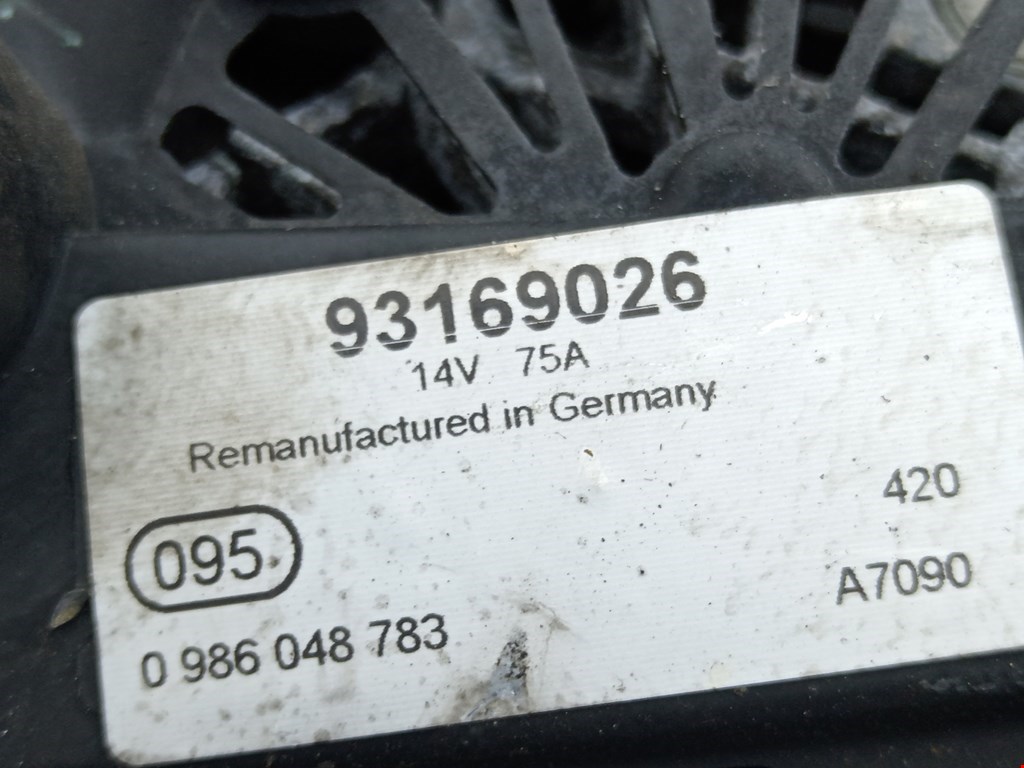 93169026
14V 75A
Remanufactured in Germany
420
095
A7090
0 986 048 783